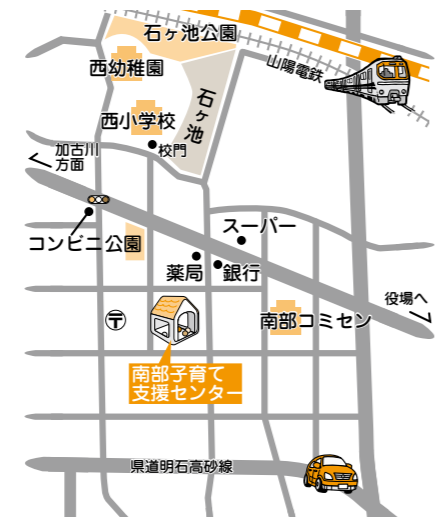 石ヶ池公園
山陽電鉄
西幼稚園
石ヶ池
西小学校
校門
加古川
方面
スーパー
コンビニ
公園
薬局
銀行
役場へ
〒
南部コミセン
南部子育て
支援センター
県道明石高砂線